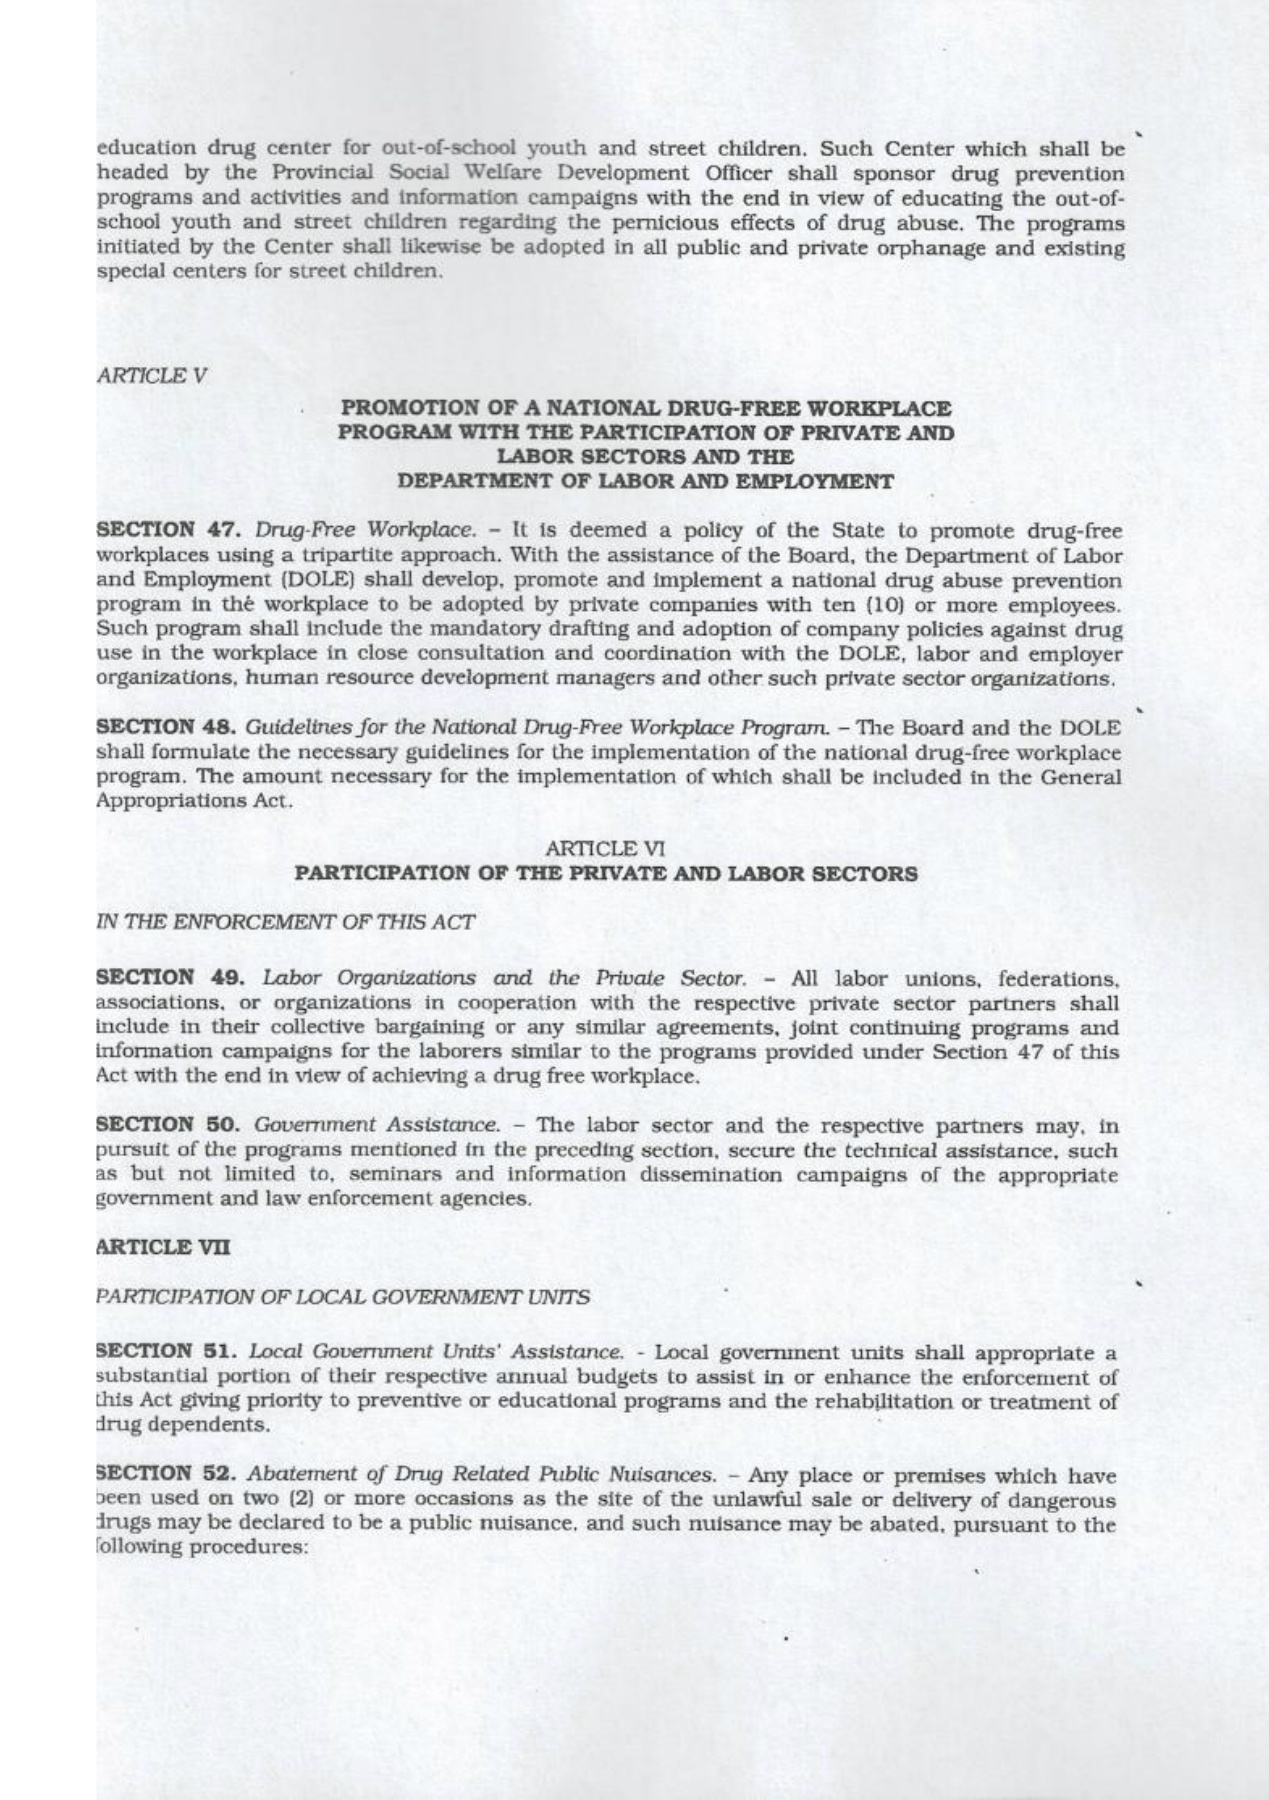 education drug center for out-of-school youth and street children. Such Center which shall be
headed by the Provincial Social Welfare Development Officer shall sponsor drug prevention
programs and activities and information campaigns with the end in view of educating the out-of-
school youth and street children regarding the pernicious effects of drug abuse. The programs
initiated by the Center shall likewise be adopted in all public and private orphanage and existing
special centers for street children.
ARTICLE V
PROMOTION OF A NATIONAL DRUG-FREE WORKPLACE
PROGRAM WITH THE PARTICIPATION OF PRIVATE AND
LABOR SECTORS AND THE
DEPARTMENT OF LABOR AND EMPLOYMENT
SECTION 47. Drug-Free Workplace. – It is deemed a policy of the State to promote drug-free
workplaces using a tripartite approach. With the assistance of the Board, the Department of Labor
and Employment (DOLE) shall develop, promote and implement a national drug abuse prevention
program in the workplace to be adopted by private companies with ten (10) or more employees.
Such program shall include the mandatory drafting and adoption of company policies against drug
use in the workplace in close consultation and coordination with the DOLE, labor and employer
organizations, human resource development managers and other such private sector organizations.
SECTION 48. Guidelines for the National Drug-Free Workplace Program. – The Board and the DOLE
shall formulate the necessary guidelines for the implementation of the national drug-free workplace
program. The amount necessary for the implementation of which shall be included in the General
Appropriations Act.
ARTICLE VI
PARTICIPATION OF THE PRIVATE AND LABOR SECTORS
IN THE ENFORCEMENT OF THIS ACT
SECTION 49. Labor Organizations and the Private Sector. – All labor unions, federations,
associations, or organizations in cooperation with the respective private sector partners shall
include in their collective bargaining or any similar agreements, joint continuing programs and
information campaigns for the laborers similar to the programs provided under Section 47 of this
Act with the end in view of achieving a drug free workplace.
SECTION 50. Government Assistance. – The labor sector and the respective partners may, in
pursuit of the programs mentioned in the preceding section, secure the technical assistance, such
as but not limited to, seminars and information dissemination campaigns of the appropriate
government and law enforcement agencies.
ARTICLE VII
PARTICIPATION OF LOCAL GOVERNMENT UNITS
SECTION 51. Local Government Units' Assistance. - Local government units shall appropriate a
substantial portion of their respective annual budgets to assist in or enhance the enforcement of
this Act giving priority to preventive or educational programs and the rehabilitation or treatment of
drug dependents.
SECTION 52. Abatement of Drug Related Public Nuisances. – Any place or premises which have
been used on two (2) or more occasions as the site of the unlawful sale or delivery of dangerous
drugs may be declared to be a public nuisance, and such nuisance may be abated, pursuant to the
following procedures: